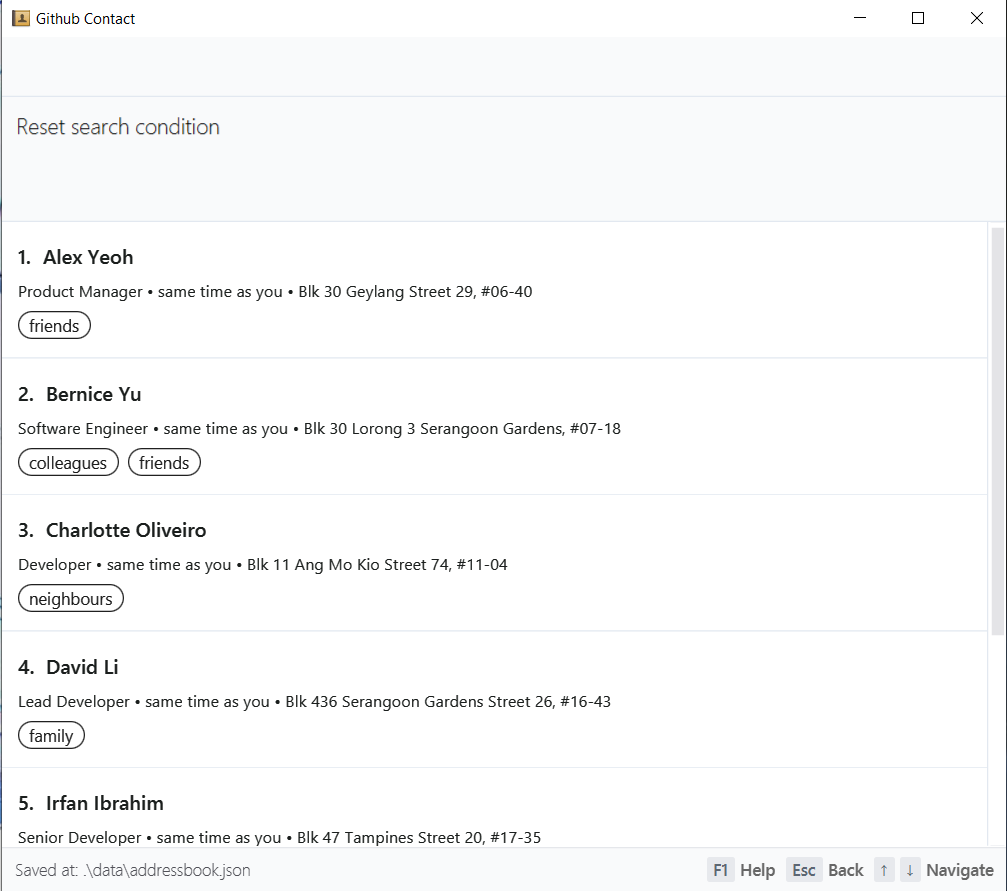 Github Contact
Reset search condition
1. Alex Yeoh
Product Manager • same time as you • Blk 30 Geylang Street 29, #06-40
friends
2. Bernice Yu
Software Engineer • same time as you • Blk 30 Lorong 3 Serangoon Gardens, #07-18
colleagues friends
3. Charlotte Oliveiro
Developer • same time as you • Blk 11 Ang Mo Kio Street 74, #11-04
neighbours
4. David Li
Lead Developer • same time as you • Blk 436 Serangoon Gardens Street 26, #16-43
family
5. Irfan Ibrahim
Senior Developer • same time as you • Blk 47 Tampines Street 20, #17-35
Saved at: .\data\addressbook.json F1 Help Esc Back ↑ ↓ Navigate